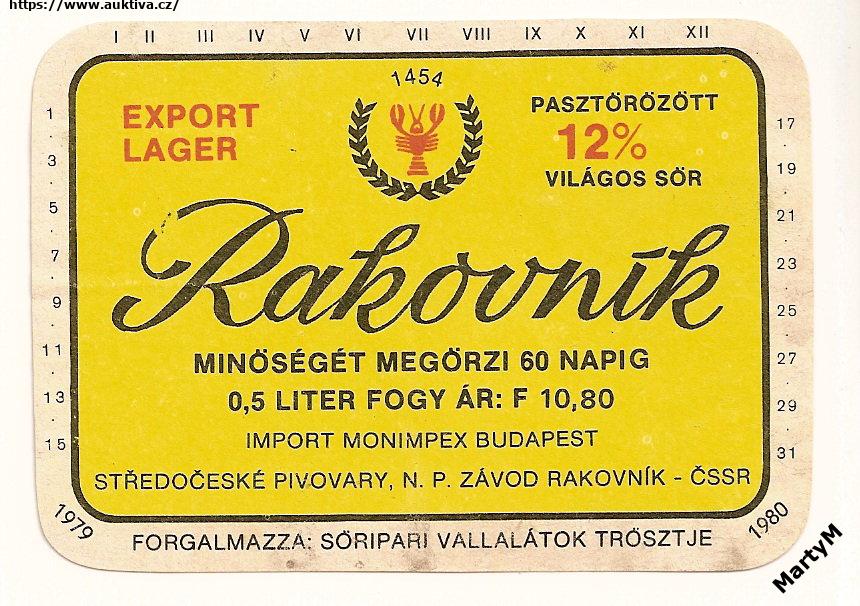 https://www.auktiva.cz/
I II III IV V VI VII VIII IX X XI XII
1454
EXPORT
LAGER
PASZTÖRÖZÖTT
12%
VILÁGOS SÖR
1
3
5
7
9
11
13
15
17
19
21
23
25
27
29
31
Rakovník
MINÖSÉGÉT MEGÖRZI 60 NAPIG
0,5 LITER FOGY ÁR: F 10,80
IMPORT MONIMPEX BUDAPEST
STŘEDOČESKÉ PIVOVARY, N. P. ZÁVOD RAKOVNÍK - ČSSR
1979
1980
FORGALMAZZA: SÖRIPARI VALLALÁTOK TRÖSZTJE
MartyM